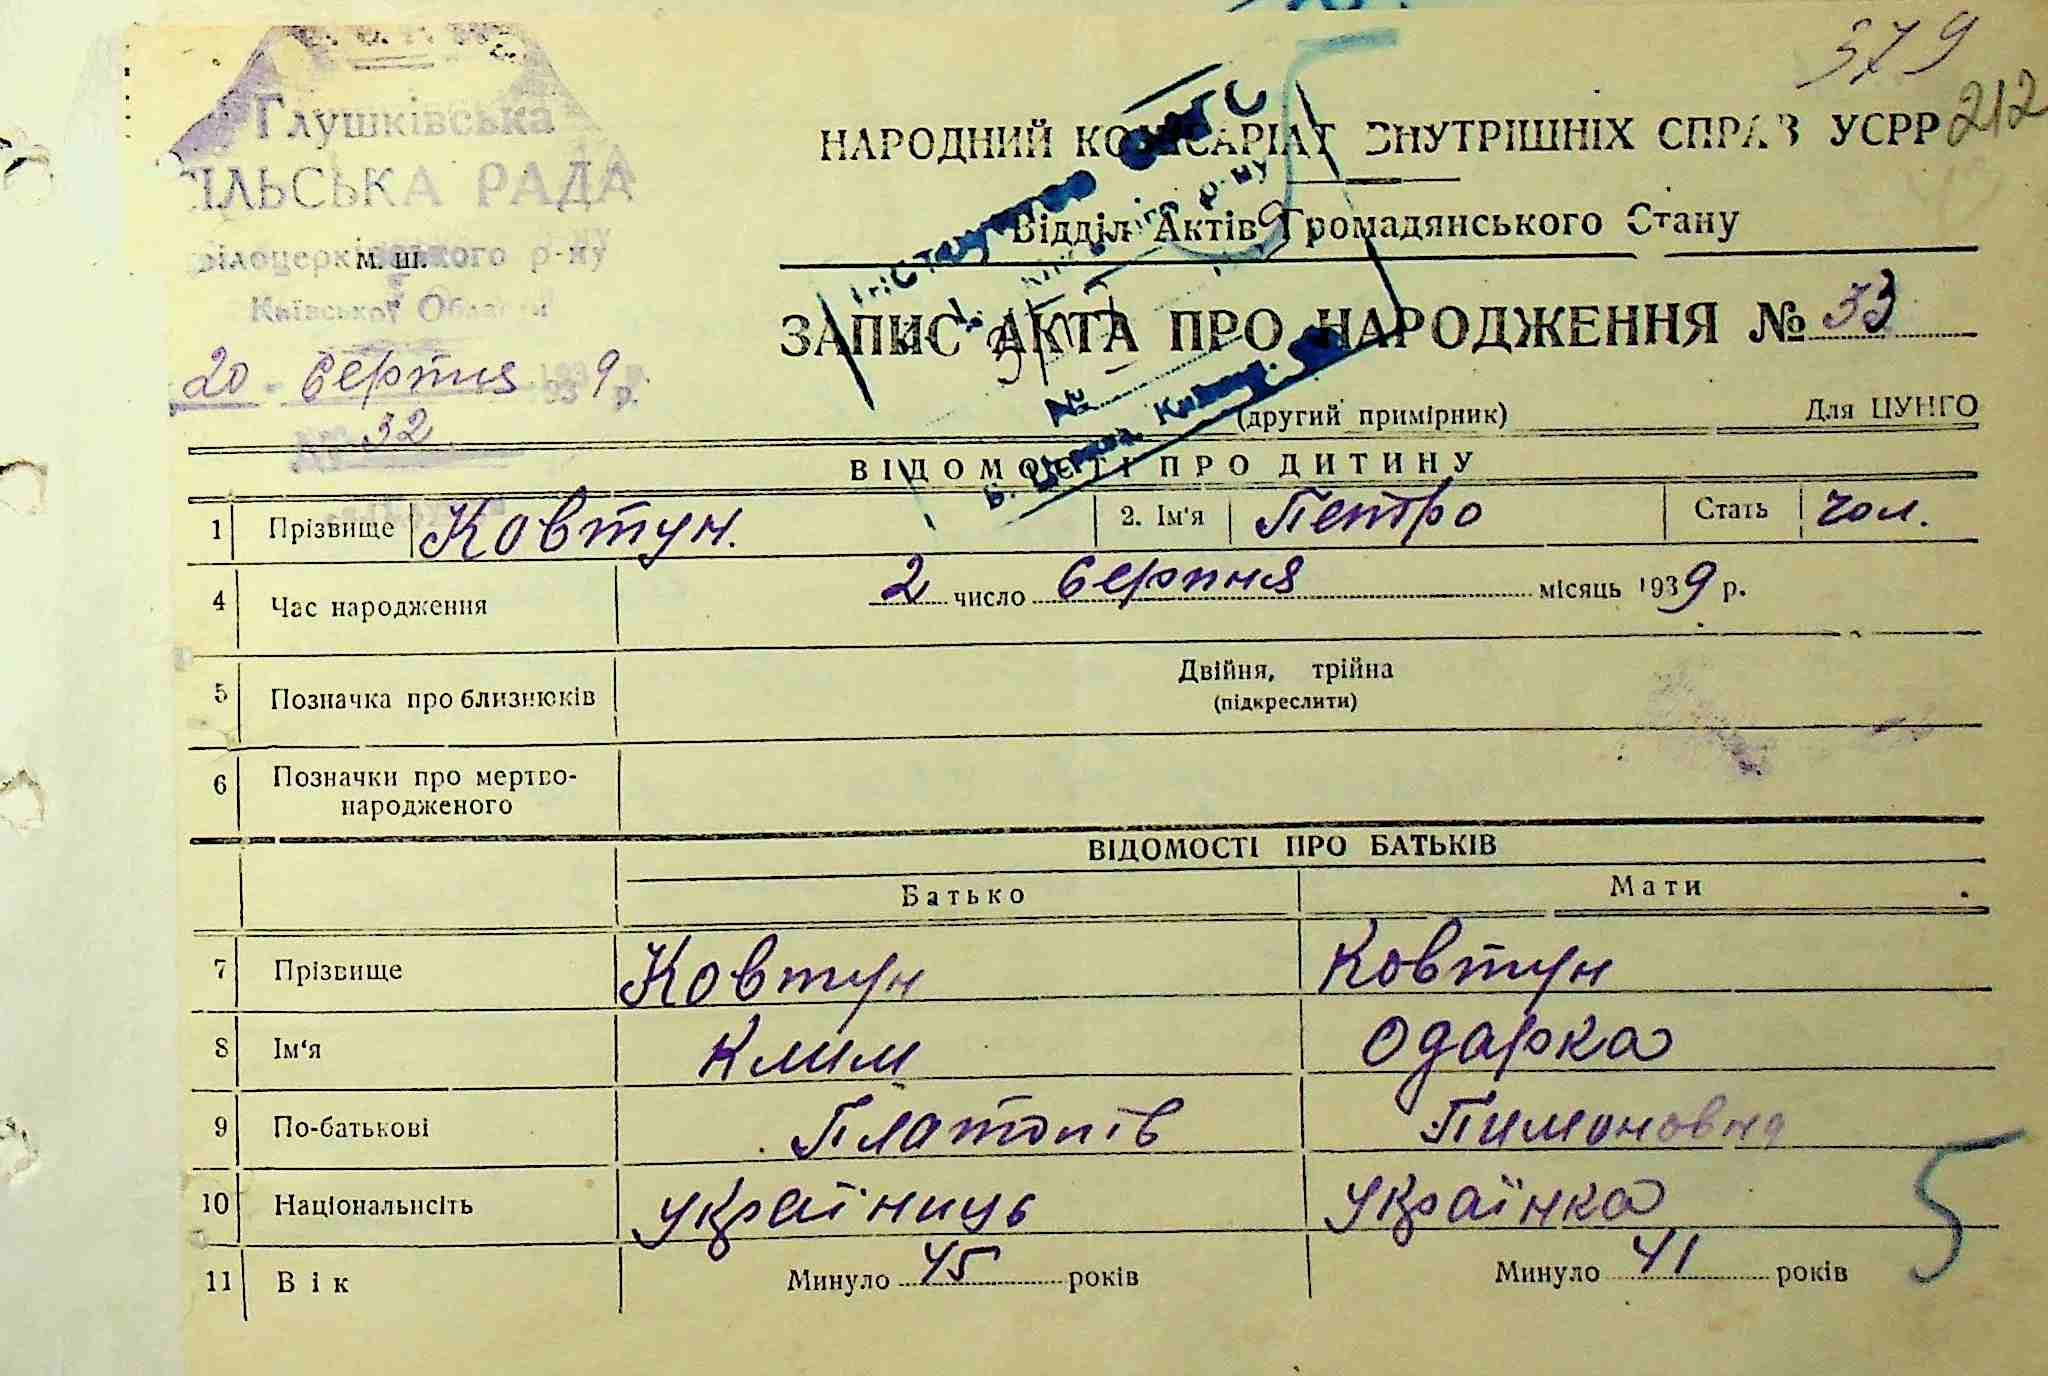 379
212
Глушківська
СІЛЬСЬКА РАДА
Білоцерківського р-ну
м. ш.
Київської Области
20 Серпня 1939 р.
№ 32
НАРОДНИЙ КОМІСАРІАТ ВНУТРІШНІХ СПРАВ УСРР
Відділ Актів Громадянського Стану
ЗАПИС АКТА ПРО НАРОДЖЕННЯ № 33
(другий примірник) Для ЦУНГО
ВІДОМОСТІ ПРО ДИТИНУ
1 Прізвище Ковтун. 2. Ім'я Пептро Стать чол.
4 Час народження 2 число Серпня місяць 1939 р.
5 Позначка про близнюків Двійня, трійна
(підкреслити)
6 Позначки про мертво-
народженого
ВІДОМОСТІ ПРО БАТЬКІВ
Батько Мати
7 Прізвище Ковтун Ковтун
8 Ім'я Клим Одарка
9 По-батькові Платонів Пимоновна
10 Національність Україниць Українка
11 Вік Минуло 45 років Минуло 41 років
5